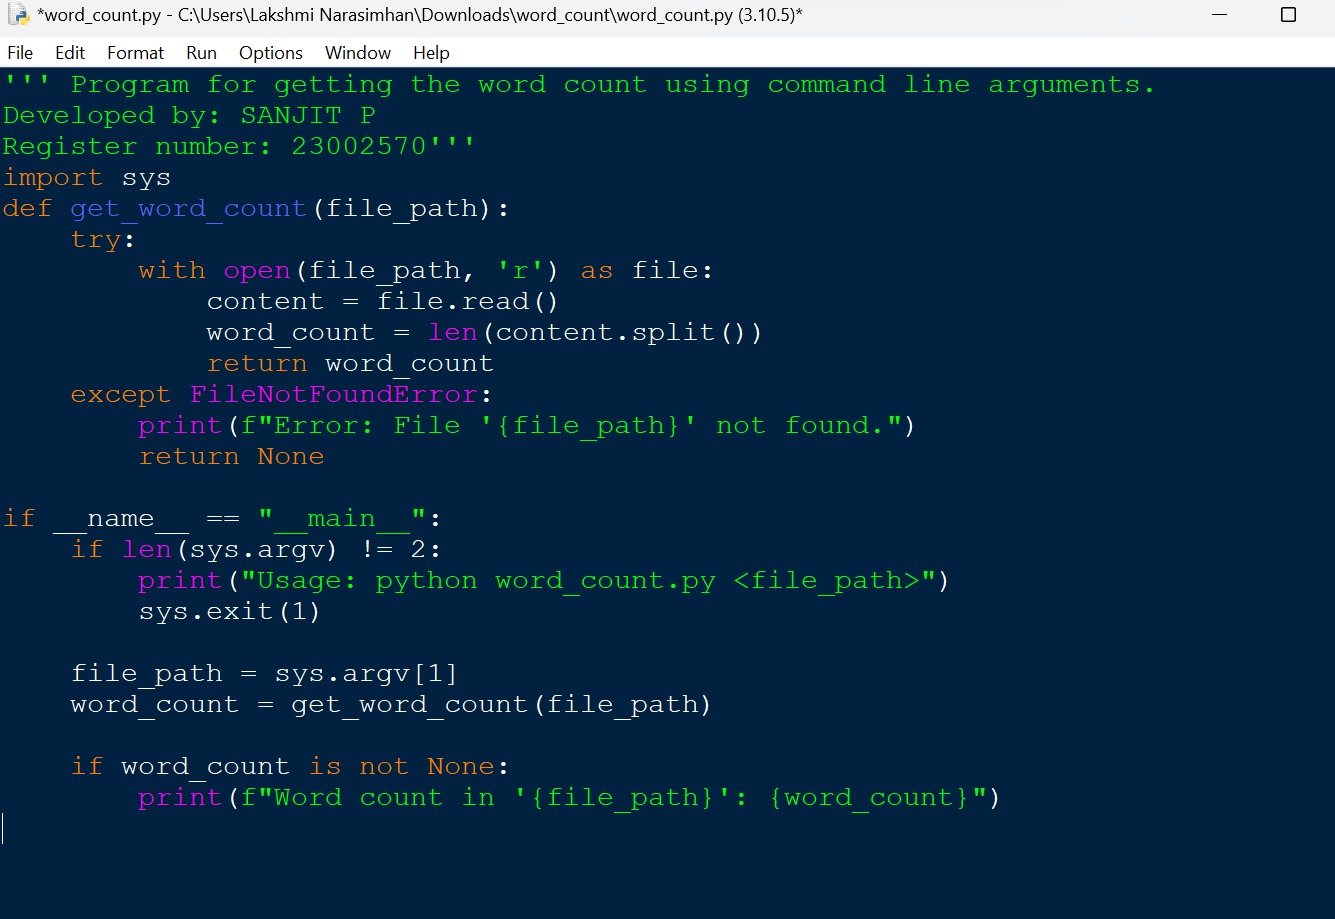 *word_count.py - C:\Users\Lakshmi Narasimhan\Downloads\word_count\word_count.py (3.10.5)*
File Edit Format Run Options Window Help
''' Program for getting the word count using command line arguments.
Developed by: SANJIT P
Register number: 23002570'''
import sys
def get_word_count(file_path):
    try:
        with open(file_path, 'r') as file:
            content = file.read()
            word_count = len(content.split())
            return word_count
    except FileNotFoundError:
        print(f"Error: File '{file_path}' not found.")
        return None

if __name__ == "__main__":
    if len(sys.argv) != 2:
        print("Usage: python word_count.py <file_path>")
        sys.exit(1)

    file_path = sys.argv[1]
    word_count = get_word_count(file_path)

    if word_count is not None:
        print(f"Word count in '{file_path}': {word_count}")